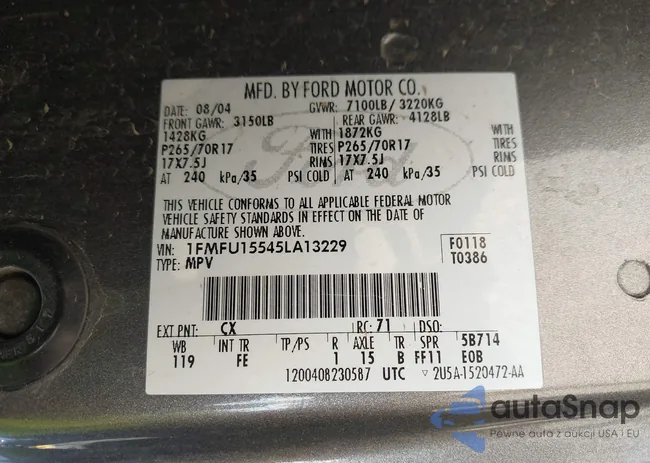 MFD. BY FORD MOTOR CO.
DATE: 08/04 GVWR: 7100LB/ 3220KG
FRONT GAWR: 3150LB REAR GAWR: 4128LB
1428KG WITH 1872KG WITH
P265/70R17 TIRES P265/70R17 TIRES
17X7.5J RIMS 17X7.5J RIMS
AT 240 kPa/35 PSI COLD AT 240 kPa/35 PSI COLD
Ford
THIS VEHICLE CONFORMS TO ALL APPLICABLE FEDERAL MOTOR
VEHICLE SAFETY STANDARDS IN EFFECT ON THE DATE OF
MANUFACTURE SHOWN ABOVE.
VIN: 1FMFU15545LA13229 F0118
TYPE: MPV T0386
EXT PNT: CX RC: 71 DSO:
WB INT TR TP/PS R AXLE TR SPR 5B714
119 FE 1 15 B FF11 EOB
1200408230587 UTC ▽ 2U5A-1520472-AA
autaSnap
Pewne auta z aukcji USA i EU